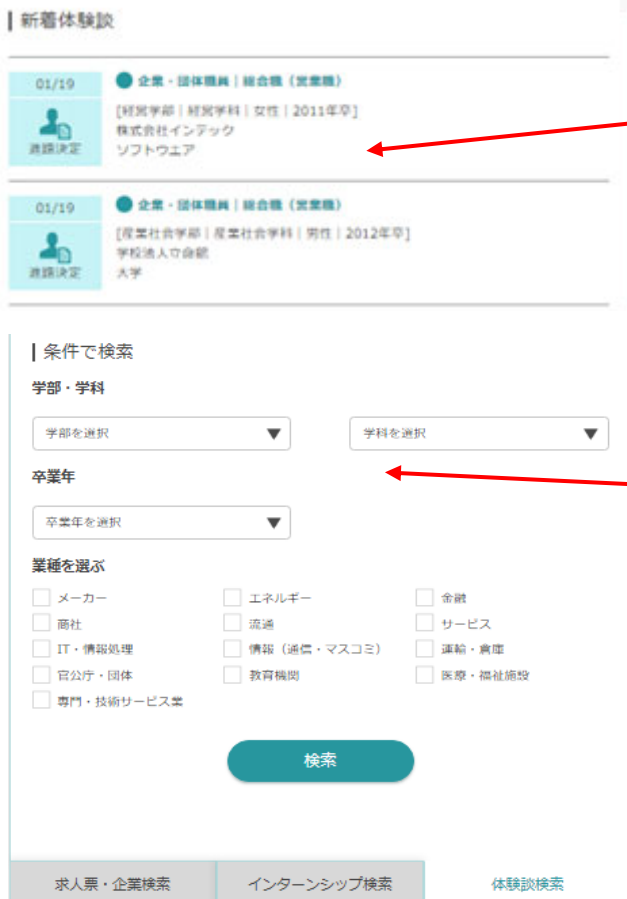 新着体験談
01/19
企業・団体職員｜総合職（営業職）
進路決定
[経営学部｜経営学科｜女性｜2011年卒]
株式会社インテック
ソフトウエア
01/19
企業・団体職員｜総合職（営業職）
進路決定
[産業社会学部｜産業社会学科｜男性｜2012年卒]
学校法人立命館
大学
条件で検索
学部・学科
学部を選択 ▼ 学科を選択 ▼
卒業年
卒業年を選択 ▼
業種を選ぶ
メーカー エネルギー 金融
商社 流通 サービス
IT・情報処理 情報（通信・マスコミ） 運輸・倉庫
官公庁・団体 教育機関 医療・福祉施設
専門・技術サービス業
検索
求人票・企業検索 インターンシップ検索 体験談検索